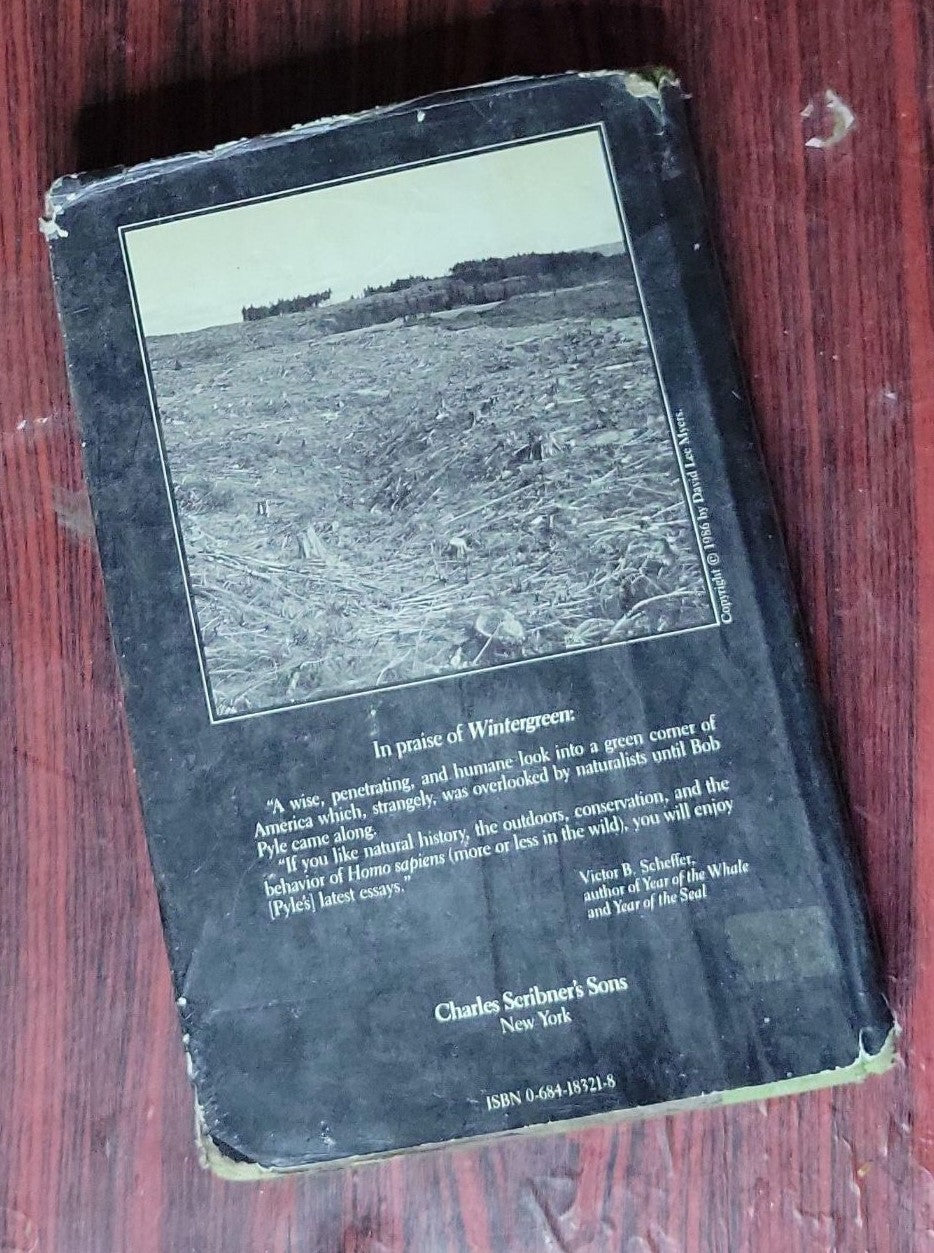 Copyright © 1986 by David Lee Myers.
In praise of Wintergreen:
"A wise, penetrating, and humane look into a green corner of
America which, strangely, was overlooked by naturalists until Bob
Pyle came along.
"If you like natural history, the outdoors, conservation, and the
behavior of Homo sapiens (more or less in the wild), you will enjoy
[Pyle's] latest essays."
Victor B. Scheffer,
author of Year of the Whale
and Year of the Seal
Charles Scribner's Sons
New York
ISBN 0-684-18321-8